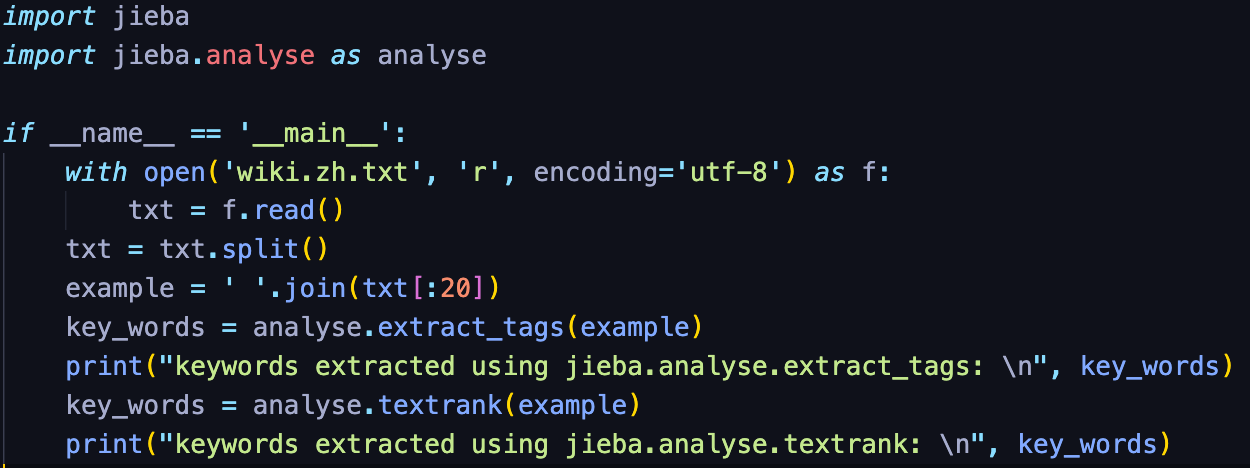 import jieba
import jieba.analyse as analyse
if __name__ == '__main__':
    with open('wiki.zh.txt', 'r', encoding='utf-8') as f:
        txt = f.read()
    txt = txt.split()
    example = ' '.join(txt[:20])
    key_words = analyse.extract_tags(example)
    print("keywords extracted using jieba.analyse.extract_tags: \n", key_words)
    key_words = analyse.textrank(example)
    print("keywords extracted using jieba.analyse.textrank: \n", key_words)